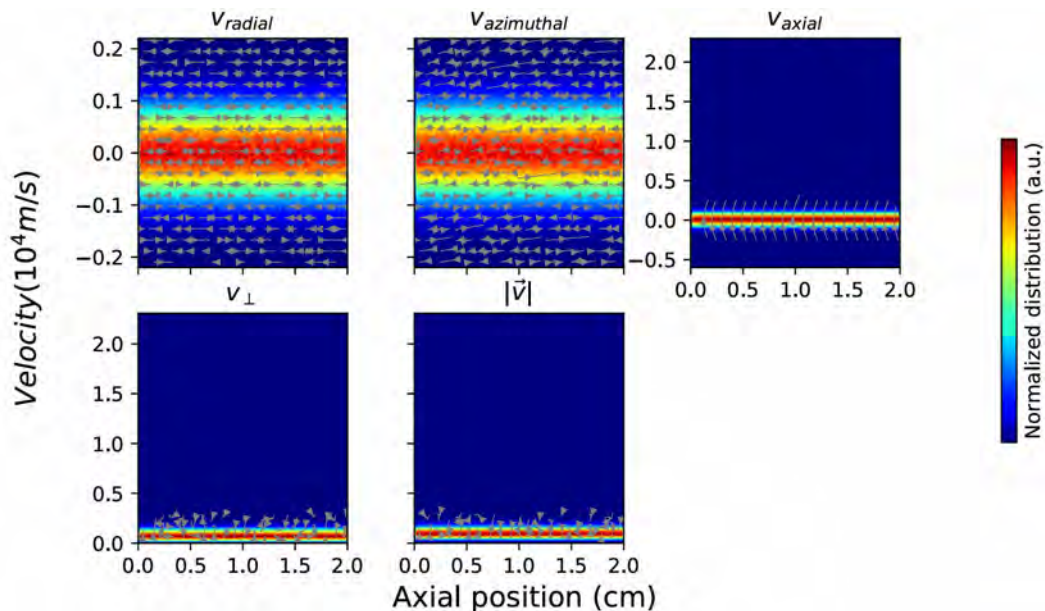 v_radial v_azimuthal v_axial
0.2
0.1
0.0
−0.1
−0.2
2.0
1.5
1.0
0.5
0.0
−0.5
0.0 0.5 1.0 1.5 2.0
v_⊥ |v⃗|
2.0
1.5
1.0
0.5
0.0
0.0 0.5 1.0 1.5 2.0
0.0 0.5 1.0 1.5 2.0
Velocity(10⁴m/s)
Axial position (cm)
Normalized distribution (a.u.)